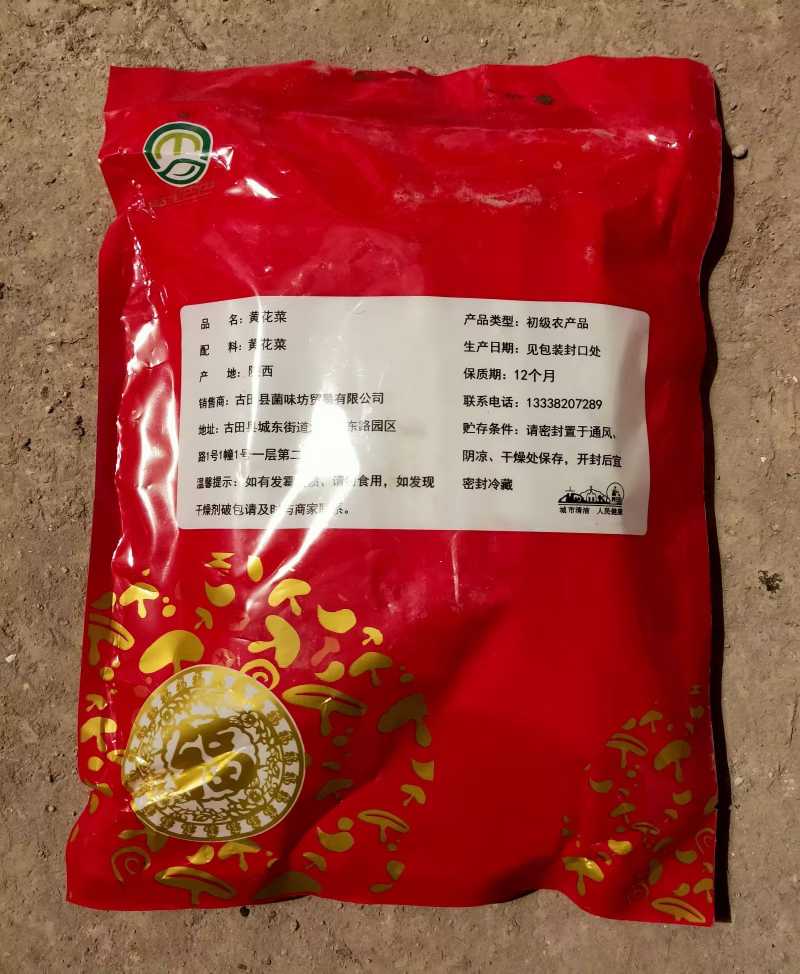 品 名：黄花菜
配 料：黄花菜
产 地：陕西
销售商：古田县菌味坊贸易有限公司
地址：古田县城东街道 东路园区
路1号1幢1号一层第二
温馨提示：如有发霉 ，请勿食用，如发现
干燥剂破包请及时与商家联系。
产品类型：初级农产品
生产日期：见包装封口处
保质期：12个月
联系电话：13338207289
贮存条件：请密封置于通风、
阴凉、干燥处保存，开封后宜
密封冷藏
城市清洁 人民健康
福